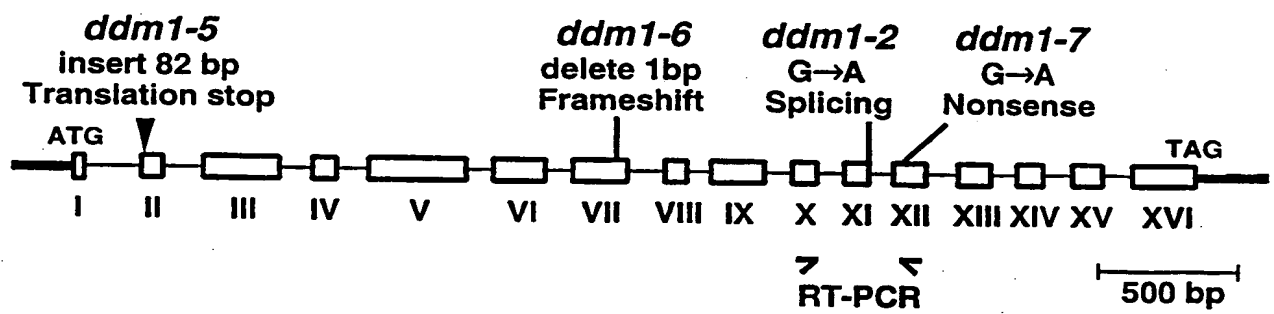 ddm1-5
insert 82 bp
Translation stop
ddm1-6
delete 1bp
Frameshift
ddm1-2
G→A
Splicing
ddm1-7
G→A
Nonsense
ATG
TAG
I II III IV V VI VII VIII IX X XI XII XIII XIV XV XVI
RT-PCR
500 bp